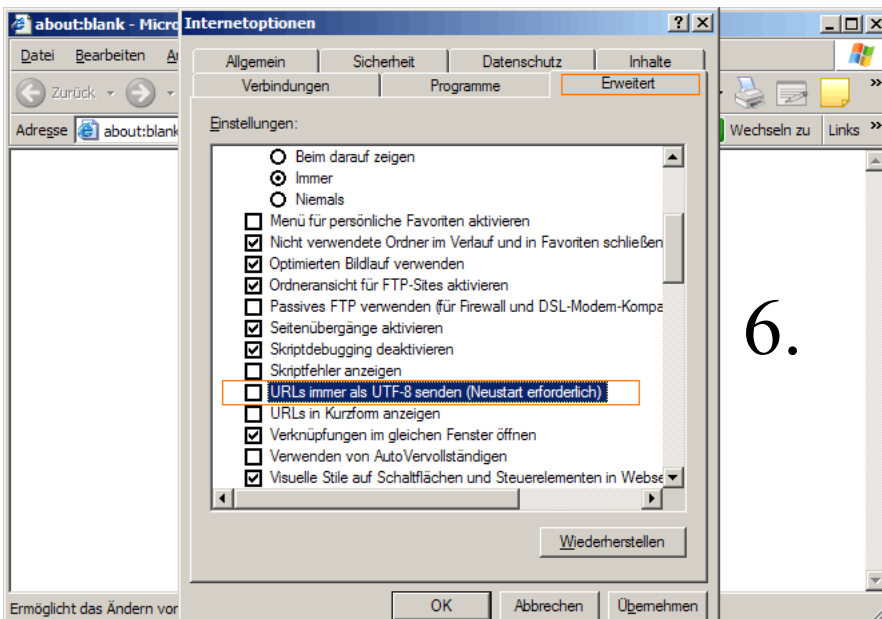 about:blank - Micro
Internetoptionen
Datei Bearbeiten A
Zurück
Adresse about:blank
Wechseln zu Links
Allgemein Sicherheit Datenschutz Inhalte
Verbindungen Programme Erweitert
Einstellungen:
Beim darauf zeigen
Immer
Niemals
Menü für persönliche Favoriten aktivieren
Nicht verwendete Ordner im Verlauf und in Favoriten schließen
Optimierten Bildlauf verwenden
Ordneransicht für FTP-Sites aktivieren
Passives FTP verwenden (für Firewall und DSL-Modem-Kompa
Seitenübergänge aktivieren
Skriptdebugging deaktivieren
Skriptfehler anzeigen
URLs immer als UTF-8 senden (Neustart erforderlich)
URLs in Kurzform anzeigen
Verknüpfungen im gleichen Fenster öffnen
Verwenden von AutoVervollständigen
Visuelle Stile auf Schaltflächen und Steuerelementen in Webse
6.
Wiederherstellen
OK Abbrechen Übernehmen
Ermöglicht das Ändern vor